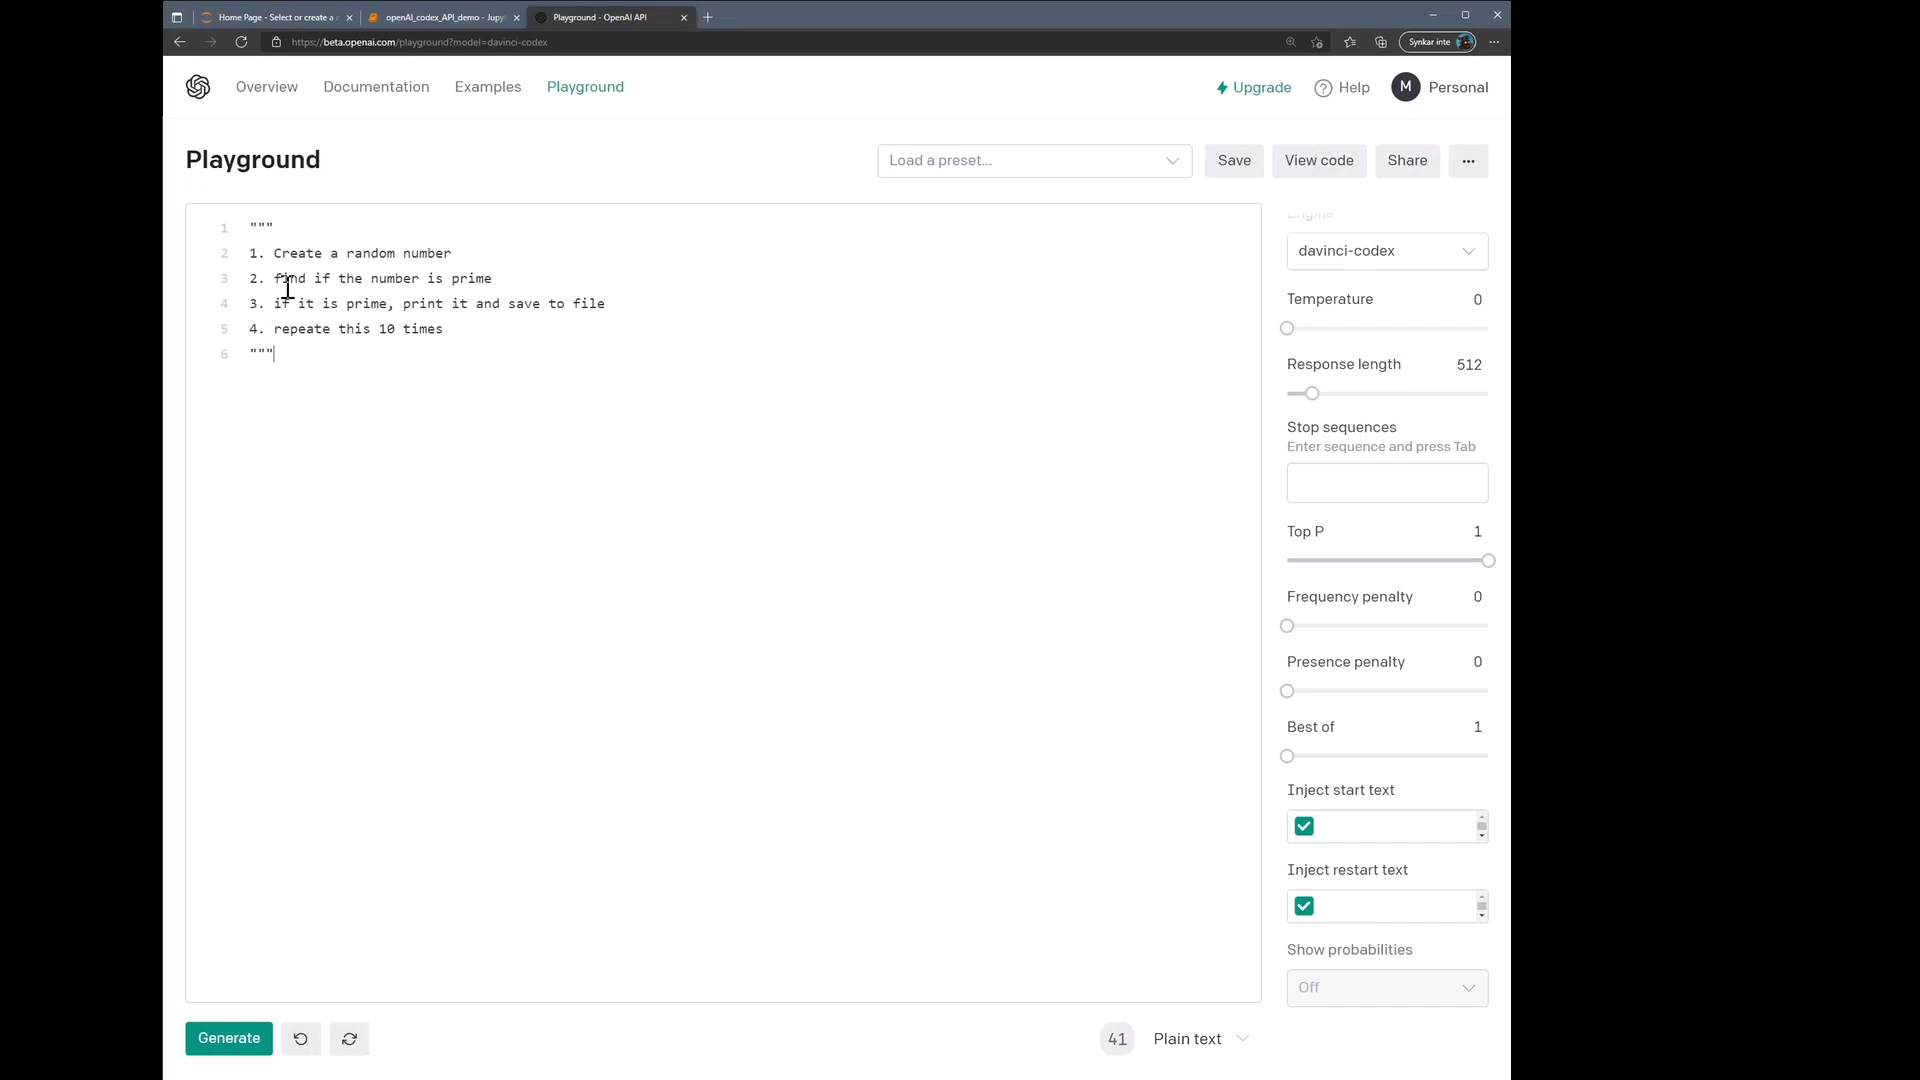 Home Page - Select or create a n
openAI_codex_API_demo - Jupy
Playground - OpenAI API
https://beta.openai.com/playground?model=davinci-codex
Synkar inte
Overview
Documentation
Examples
Playground
Upgrade
Help
M
Personal
Playground
Load a preset...
Save
View code
Share
1 """
2 1. Create a random number
3 2. find if the number is prime
4 3. if it is prime, print it and save to file
5 4. repeate this 10 times
6 """
Engine
davinci-codex
Temperature 0
Response length 512
Stop sequences
Enter sequence and press Tab
Top P 1
Frequency penalty 0
Presence penalty 0
Best of 1
Inject start text
Inject restart text
Show probabilities
Off
Generate
41
Plain text